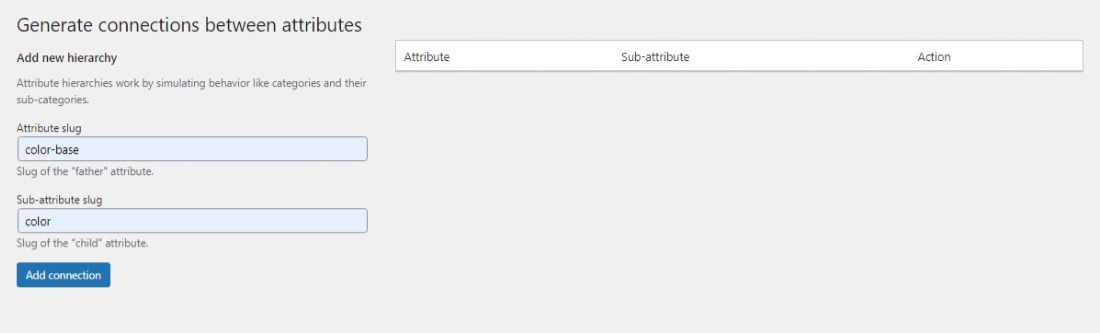 Generate connections between attributes
Add new hierarchy
Attribute hierarchies work by simulating behavior like categories and their
sub-categories.
Attribute slug
color-base
Slug of the "father" attribute.
Sub-attribute slug
color
Slug of the "child" attribute.
Add connection
Attribute Sub-attribute Action